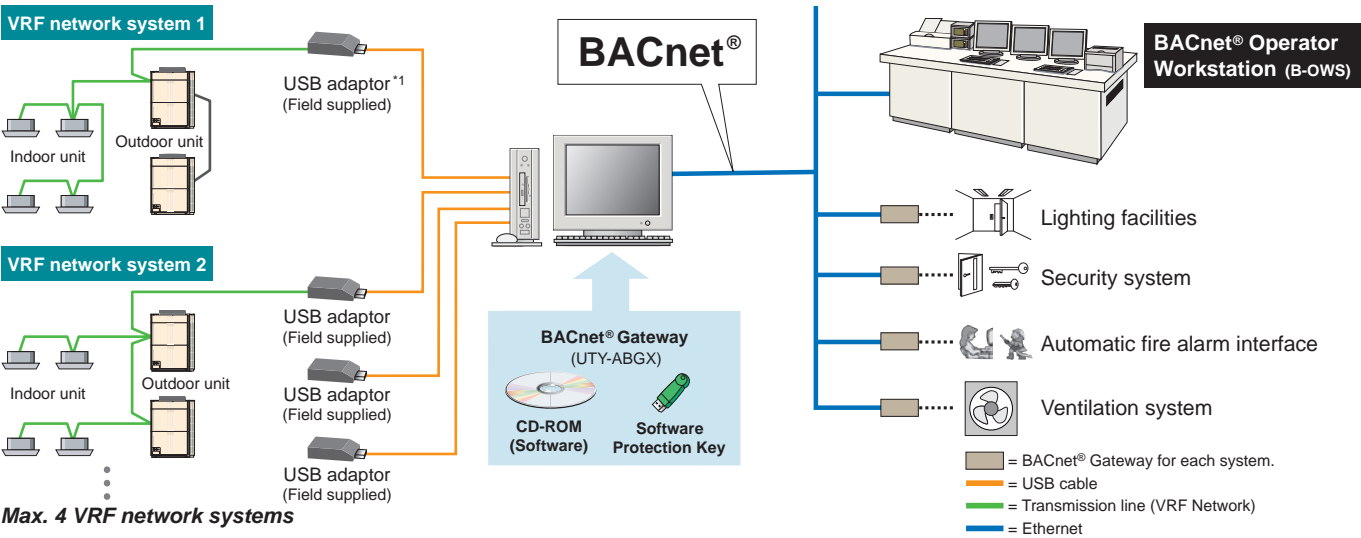 VRF network system 1
USB adaptor*1
(Field supplied)
Indoor unit
Outdoor unit
VRF network system 2
USB adaptor
(Field supplied)
Indoor unit
Outdoor unit
USB adaptor
(Field supplied)
USB adaptor
(Field supplied)
Max. 4 VRF network systems
BACnet®
BACnet® Gateway
(UTY-ABGX)
CD-ROM
(Software)
Software
Protection Key
BACnet® Operator
Workstation (B-OWS)
Lighting facilities
Security system
Automatic fire alarm interface
Ventilation system
= BACnet® Gateway for each system.
= USB cable
= Transmission line (VRF Network)
= Ethernet